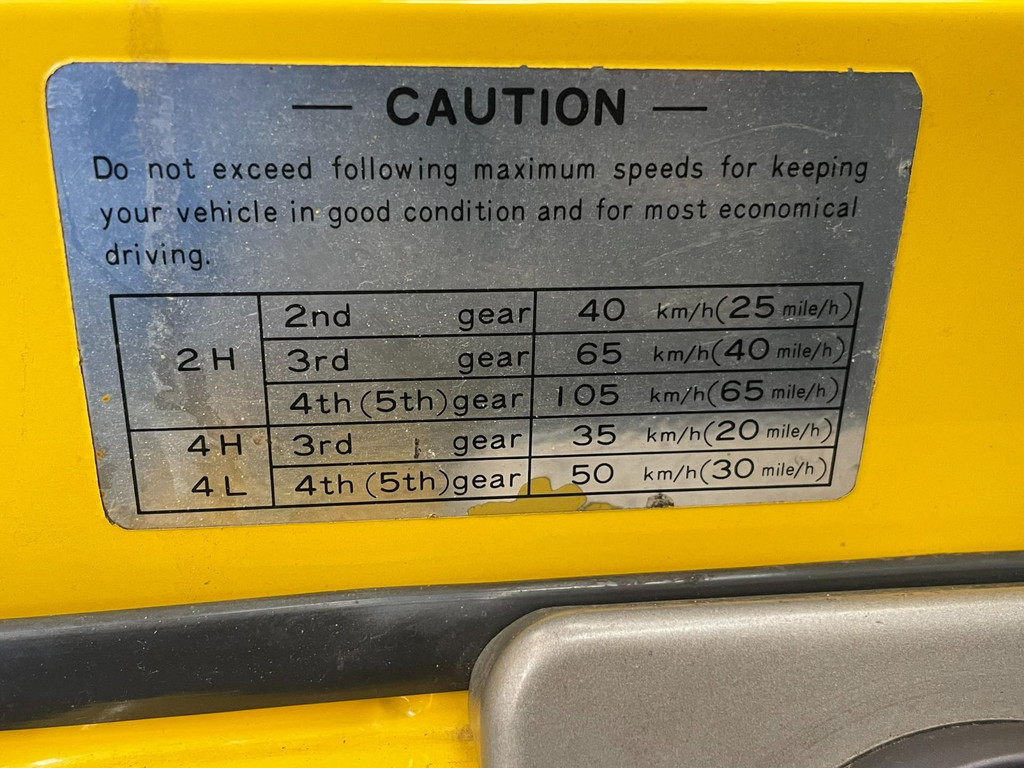 — CAUTION —
Do not exceed following maximum speeds for keeping
your vehicle in good condition and for most economical
driving.
2H 2nd gear 40 km/h(25 mile/h)
3rd gear 65 km/h(40 mile/h)
4th (5th) gear 105 km/h(65 mile/h)
4H 3rd gear 35 km/h(20 mile/h)
4L 4th (5th) gear 50 km/h(30 mile/h)